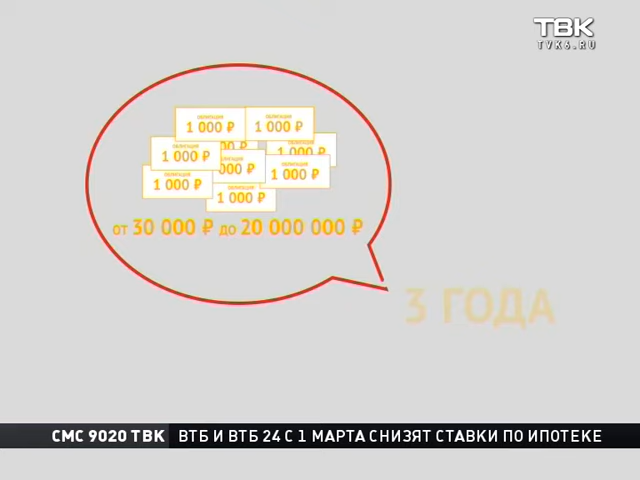 ТВК
TVK6.RU
ОБЛИГАЦИЯ
1 000 ₽
ОБЛИГАЦИЯ
1 000 ₽
1 000 ₽
1 000 ₽
1 000 ₽
1 000 ₽
1 000 ₽
от 30 000 ₽ до 20 000 000 ₽
3 ГОДА
СМС 9020 ТВК ВТБ И ВТБ 24 С 1 МАРТА СНИЗЯТ СТАВКИ ПО ИПОТЕКЕ